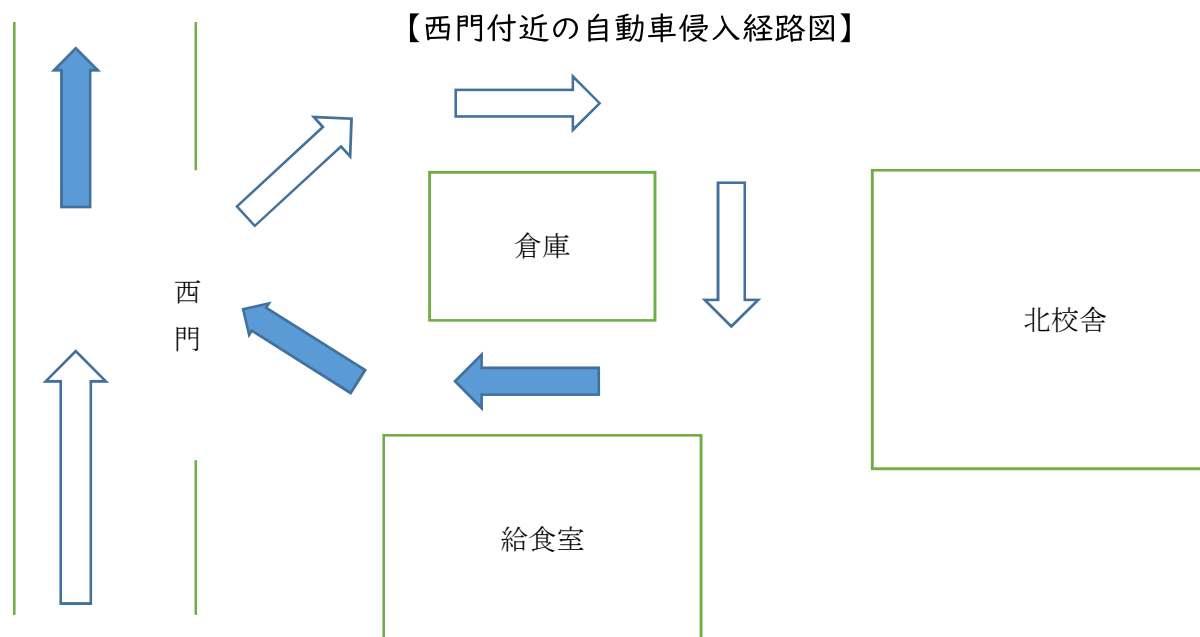 【西門付近の自動車侵入経路図】
倉庫
西
門
北校舎
給食室